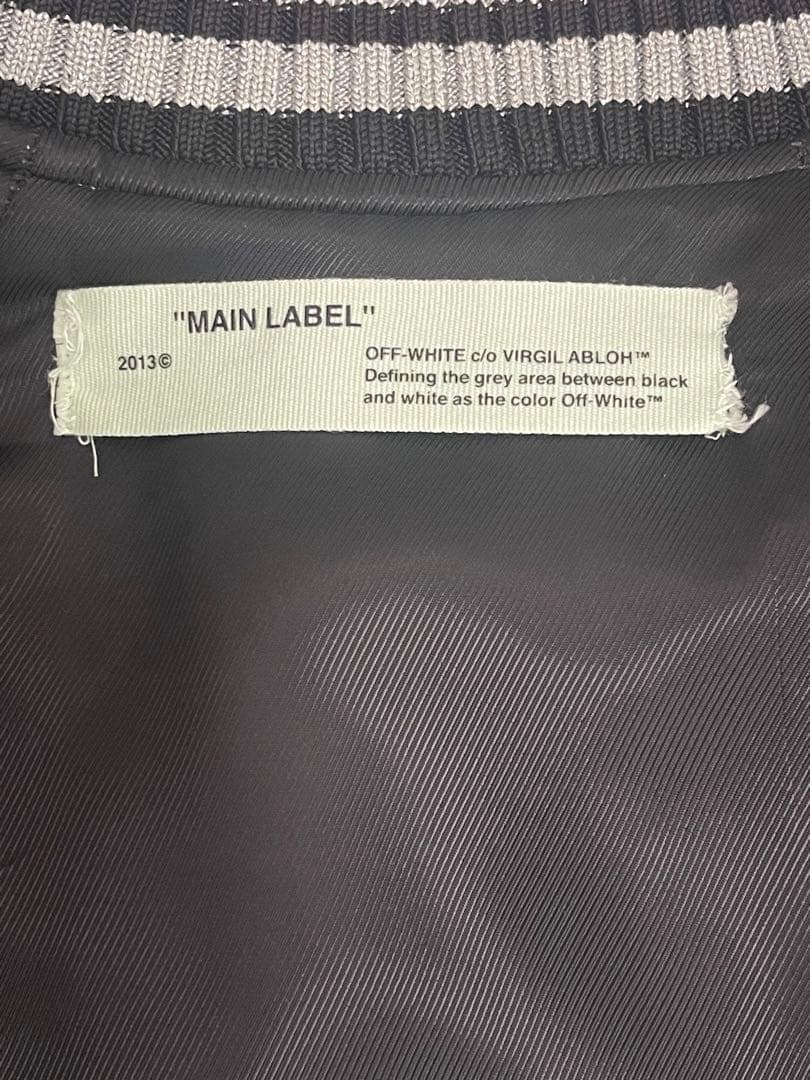 "MAIN LABEL"
2013©
OFF-WHITE c/o VIRGIL ABLOH™
Defining the grey area between black
and white as the color Off-White™